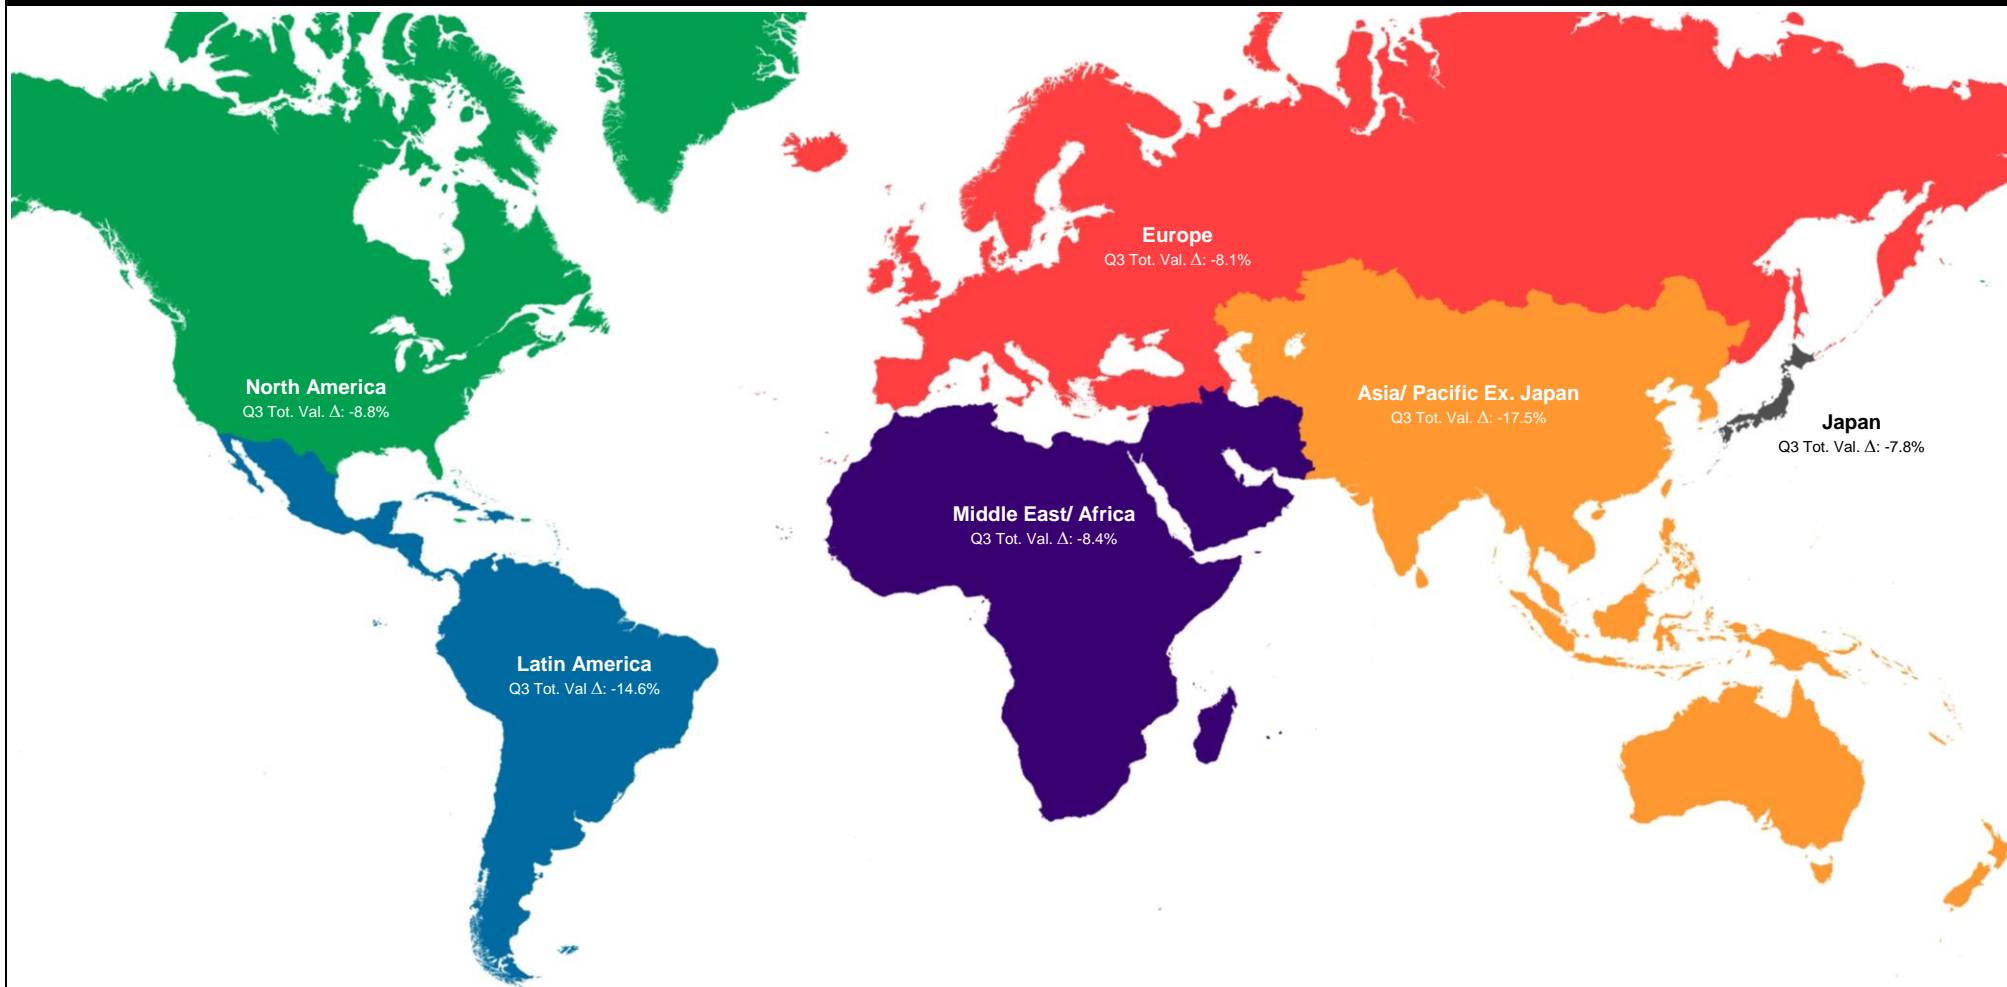 Europe
Q3 Tot. Val. Δ: -8.1%
North America
Q3 Tot. Val. Δ: -8.8%
Asia/ Pacific Ex. Japan
Q3 Tot. Val. Δ: -17.5%
Japan
Q3 Tot. Val. Δ: -7.8%
Middle East/ Africa
Q3 Tot. Val. Δ: -8.4%
Latin America
Q3 Tot. Val Δ: -14.6%